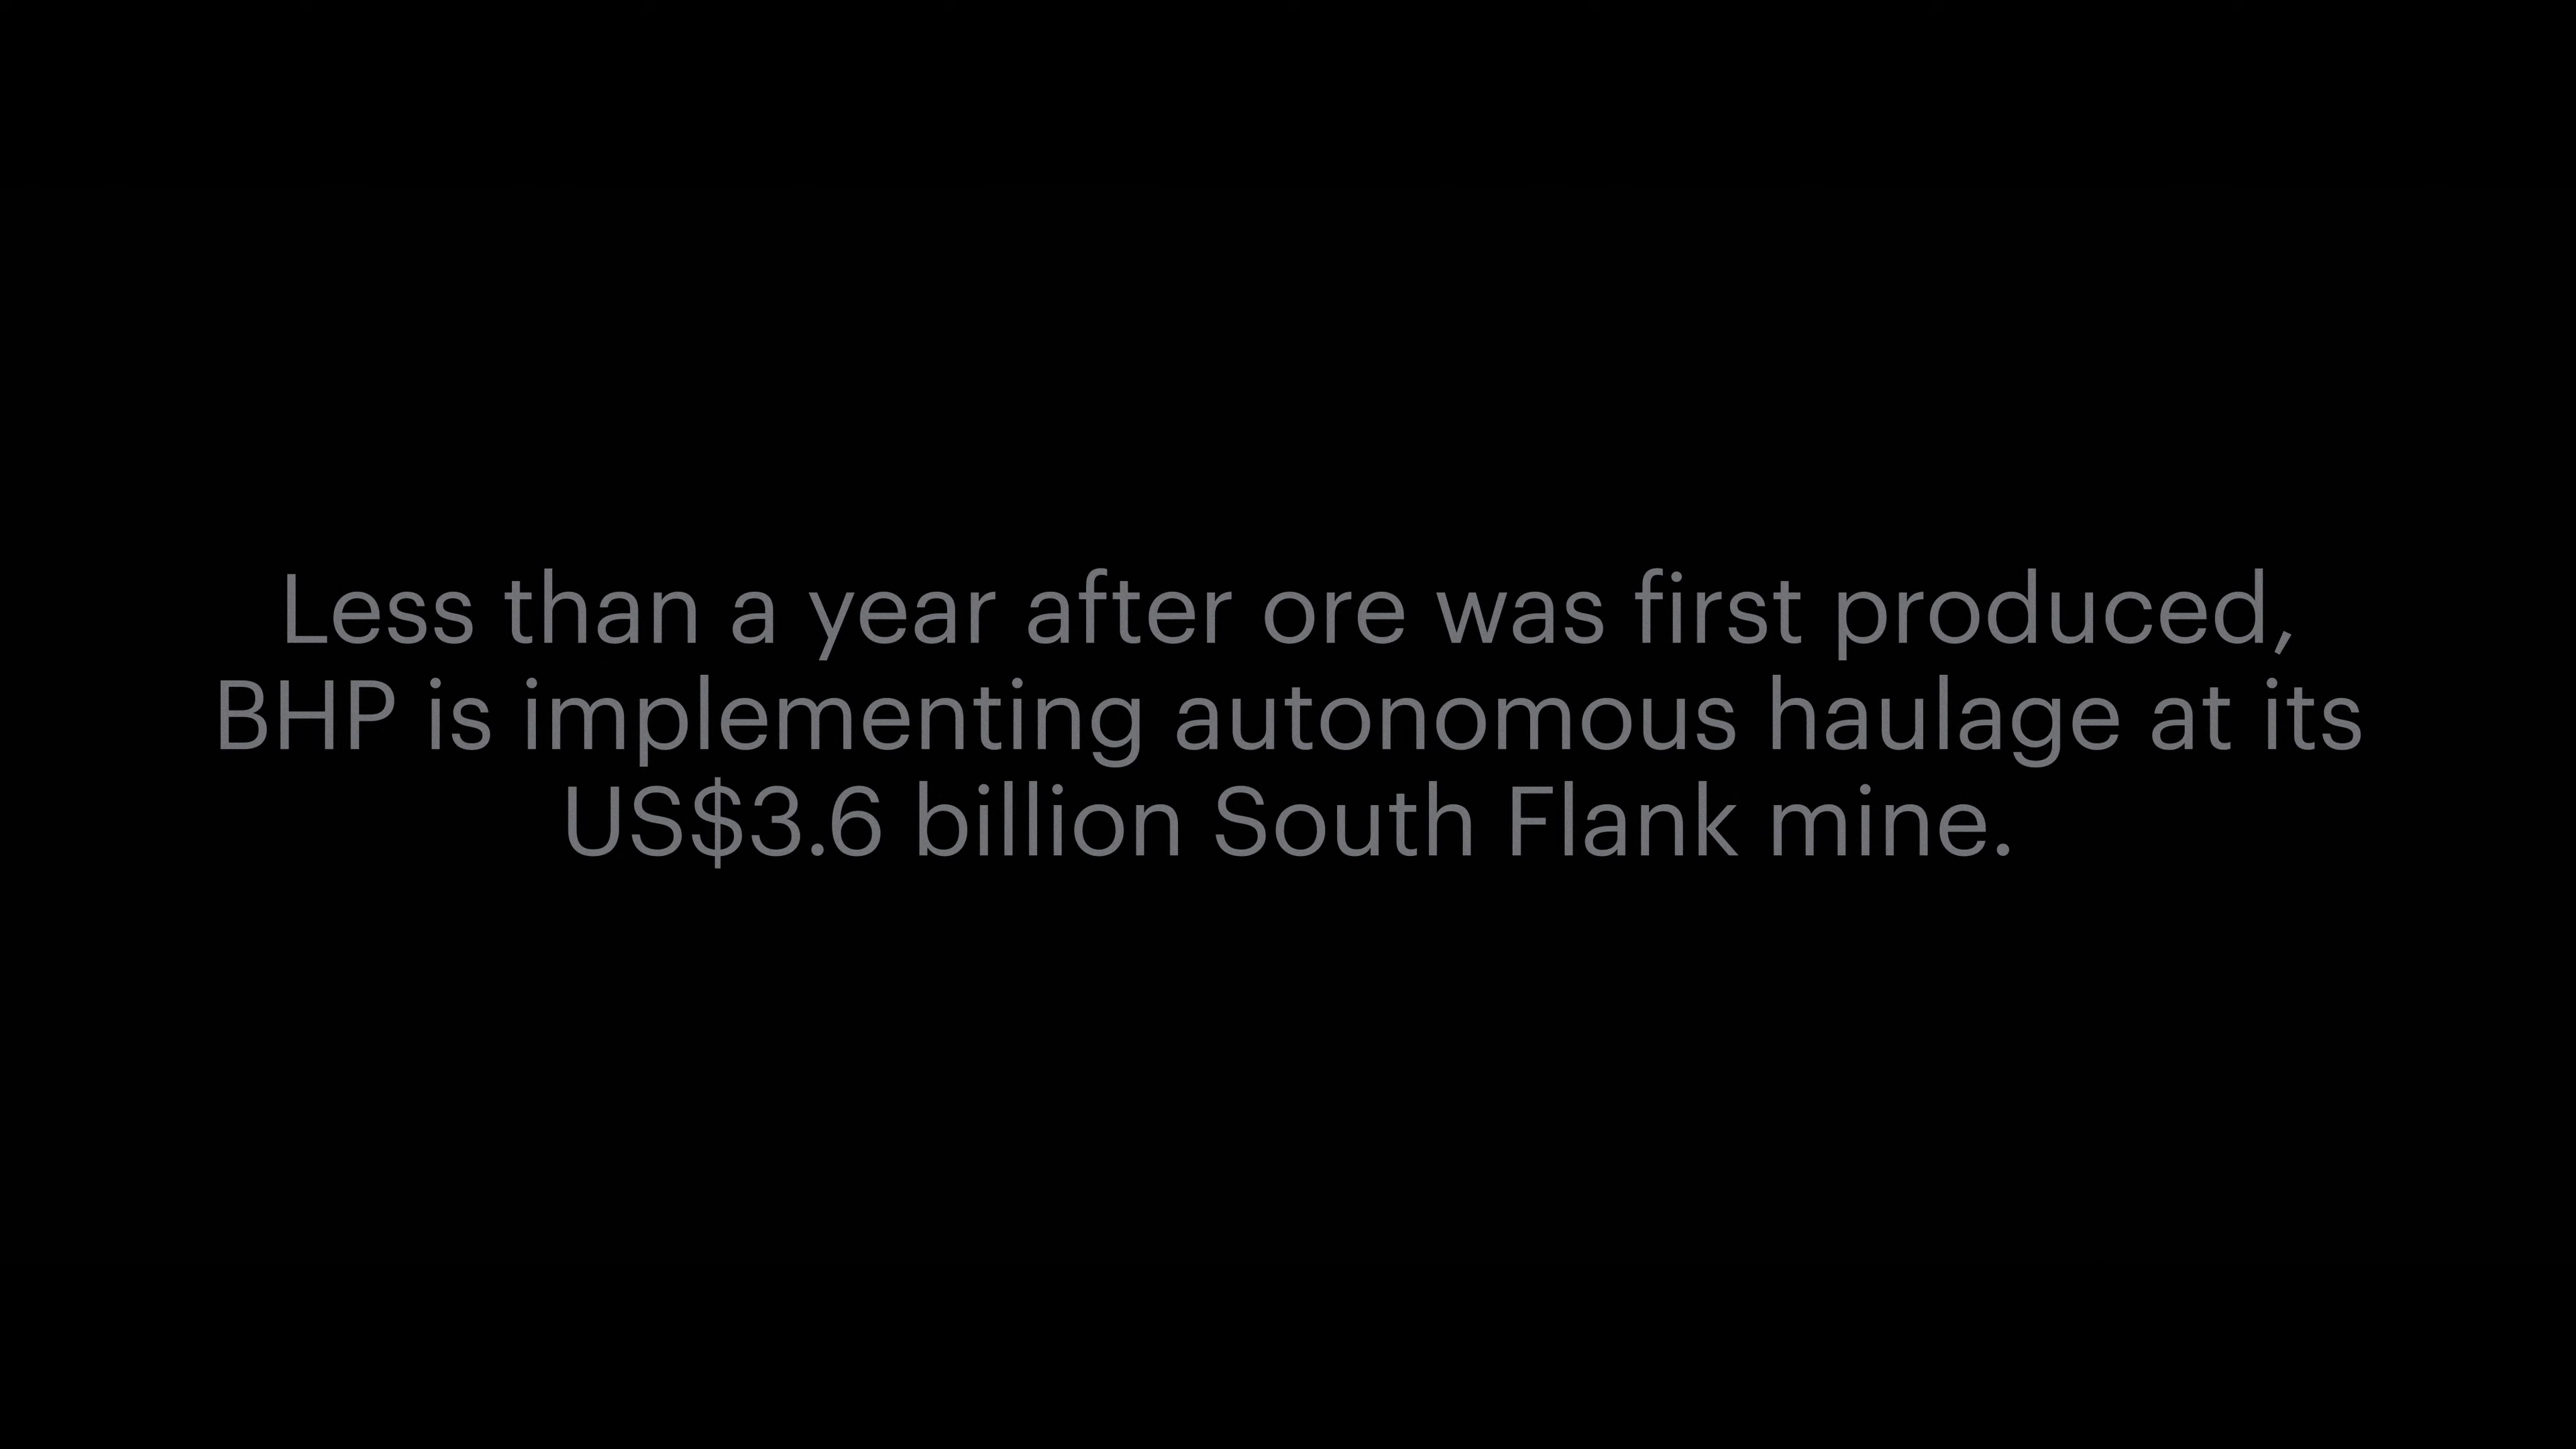 Less than a year after ore was first produced,
BHP is implementing autonomous haulage at its
US$3.6 billion South Flank mine.